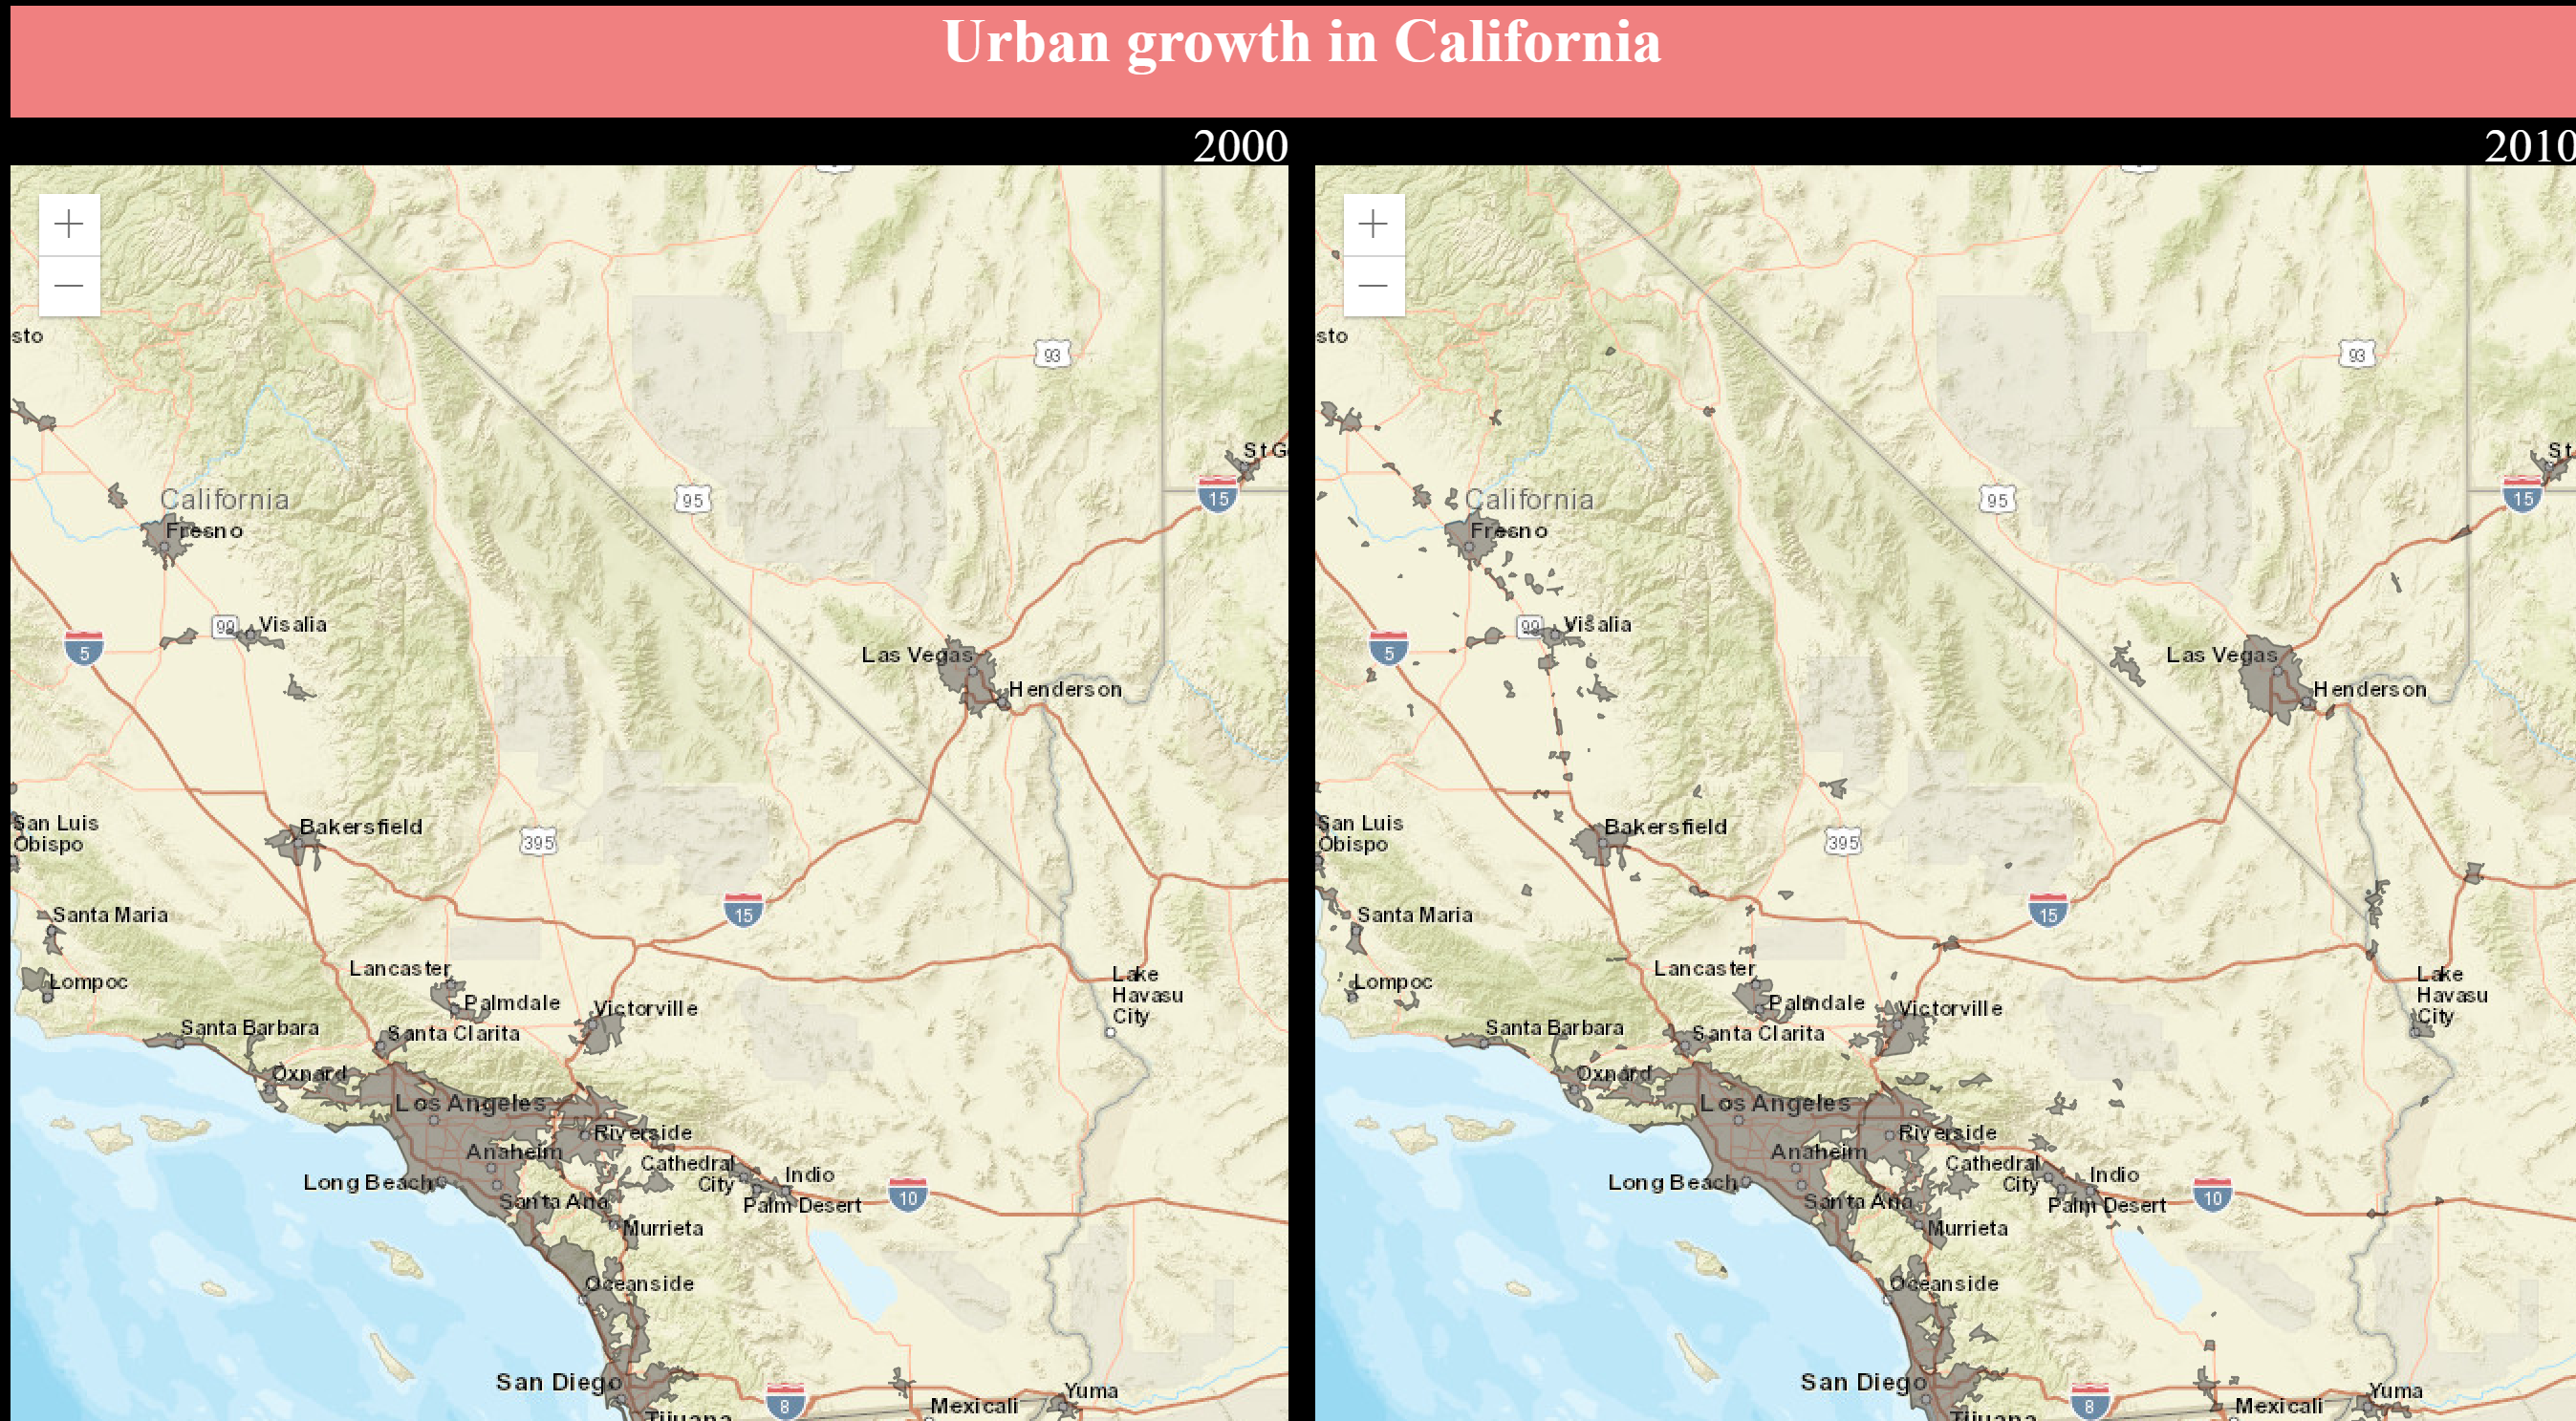 Urban growth in California
2000
2010
+
−
sto
93
St G
15
95
California
Fresno
99
Visalia
5
Las Vegas
Henderson
San Luis
Obispo
Bakersfield
395
15
Santa Maria
Lancaster
Lompoc
Palmdale
Victorville
Lake
Havasu
City
Santa Barbara
Santa Clarita
Oxnard
Los Angeles
Riverside
Anaheim
Cathedral
City
Indio
Long Beach
Santa Ana
Palm Desert
10
Murrieta
Oceanside
San Diego
8
Yuma
Mexicali
Tijuana
+
−
sto
93
St
15
95
California
Fresno
99
Visalia
5
Las Vegas
Henderson
San Luis
Obispo
Bakersfield
395
15
Santa Maria
Lancaster
Lompoc
Palmdale
Victorville
Lake
Havasu
City
Santa Barbara
Santa Clarita
Oxnard
Los Angeles
Riverside
Anaheim
Cathedral
City
Indio
Long Beach
Santa Ana
Palm Desert
10
Murrieta
Oceanside
San Diego
8
Yuma
Mexicali
Tijuana